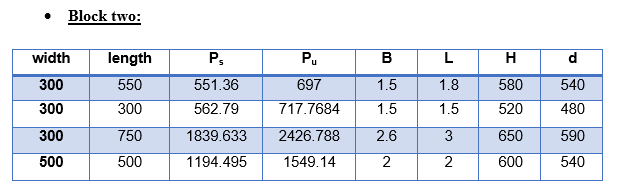 • Block two:
width length Ps Pu B L H d
300 550 551.36 697 1.5 1.8 580 540
300 300 562.79 717.7684 1.5 1.5 520 480
300 750 1839.633 2426.788 2.6 3 650 590
500 500 1194.495 1549.14 2 2 600 540